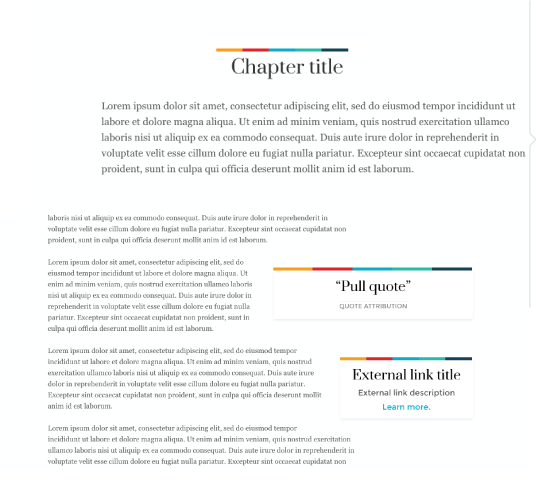 Chapter title
Lorem ipsum dolor sit amet, consectetur adipiscing elit, sed do eiusmod tempor incididunt ut
labore et dolore magna aliqua. Ut enim ad minim veniam, quis nostrud exercitation ullamco
laboris nisi ut aliquip ex ea commodo consequat. Duis aute irure dolor in reprehenderit in
voluptate velit esse cillum dolore eu fugiat nulla pariatur. Excepteur sint occaecat cupidatat non
proident, sunt in culpa qui officia deserunt mollit anim id est laborum.
laboris nisi ut aliquip ex ea commodo consequat. Duis aute irure dolor in reprehenderit in
voluptate velit esse cillum dolore eu fugiat nulla pariatur. Excepteur sint occaecat cupidatat non
proident, sunt in culpa qui officia deserunt mollit anim id est laborum.
Lorem ipsum dolor sit amet, consectetur adipiscing elit, sed do
eiusmod tempor incididunt ut labore et dolore magna aliqua. Ut
enim ad minim veniam, quis nostrud exercitation ullamco laboris
nisi ut aliquip ex ea commodo consequat. Duis aute irure dolor in
reprehenderit in voluptate velit esse cillum dolore eu fugiat nulla
pariatur. Excepteur sint occaecat cupidatat non proident, sunt in
culpa qui officia deserunt mollit anim id est laborum.
“Pull quote”
QUOTE ATTRIBUTION
Lorem ipsum dolor sit amet, consectetur adipiscing elit, sed do eiusmod tempor
incididunt ut labore et dolore magna aliqua. Ut enim ad minim veniam, quis nostrud
exercitation ullamco laboris nisi ut aliquip ex ea commodo consequat. Duis aute irure
dolor in reprehenderit in voluptate velit esse cillum dolore eu fugiat nulla pariatur.
Excepteur sint occaecat cupidatat non proident, sunt in culpa qui officia deserunt mollit
anim id est laborum.
External link title
External link description
Learn more.
Lorem ipsum dolor sit amet, consectetur adipiscing elit, sed do eiusmod tempor
incididunt ut labore et dolore magna aliqua. Ut enim ad minim veniam, quis nostrud exercitation
ullamco laboris nisi ut aliquip ex ea commodo consequat. Duis aute irure dolor in reprehenderit in
voluptate velit esse cillum dolore eu fugiat nulla pariatur. Excepteur sint occaecat cupidatat non